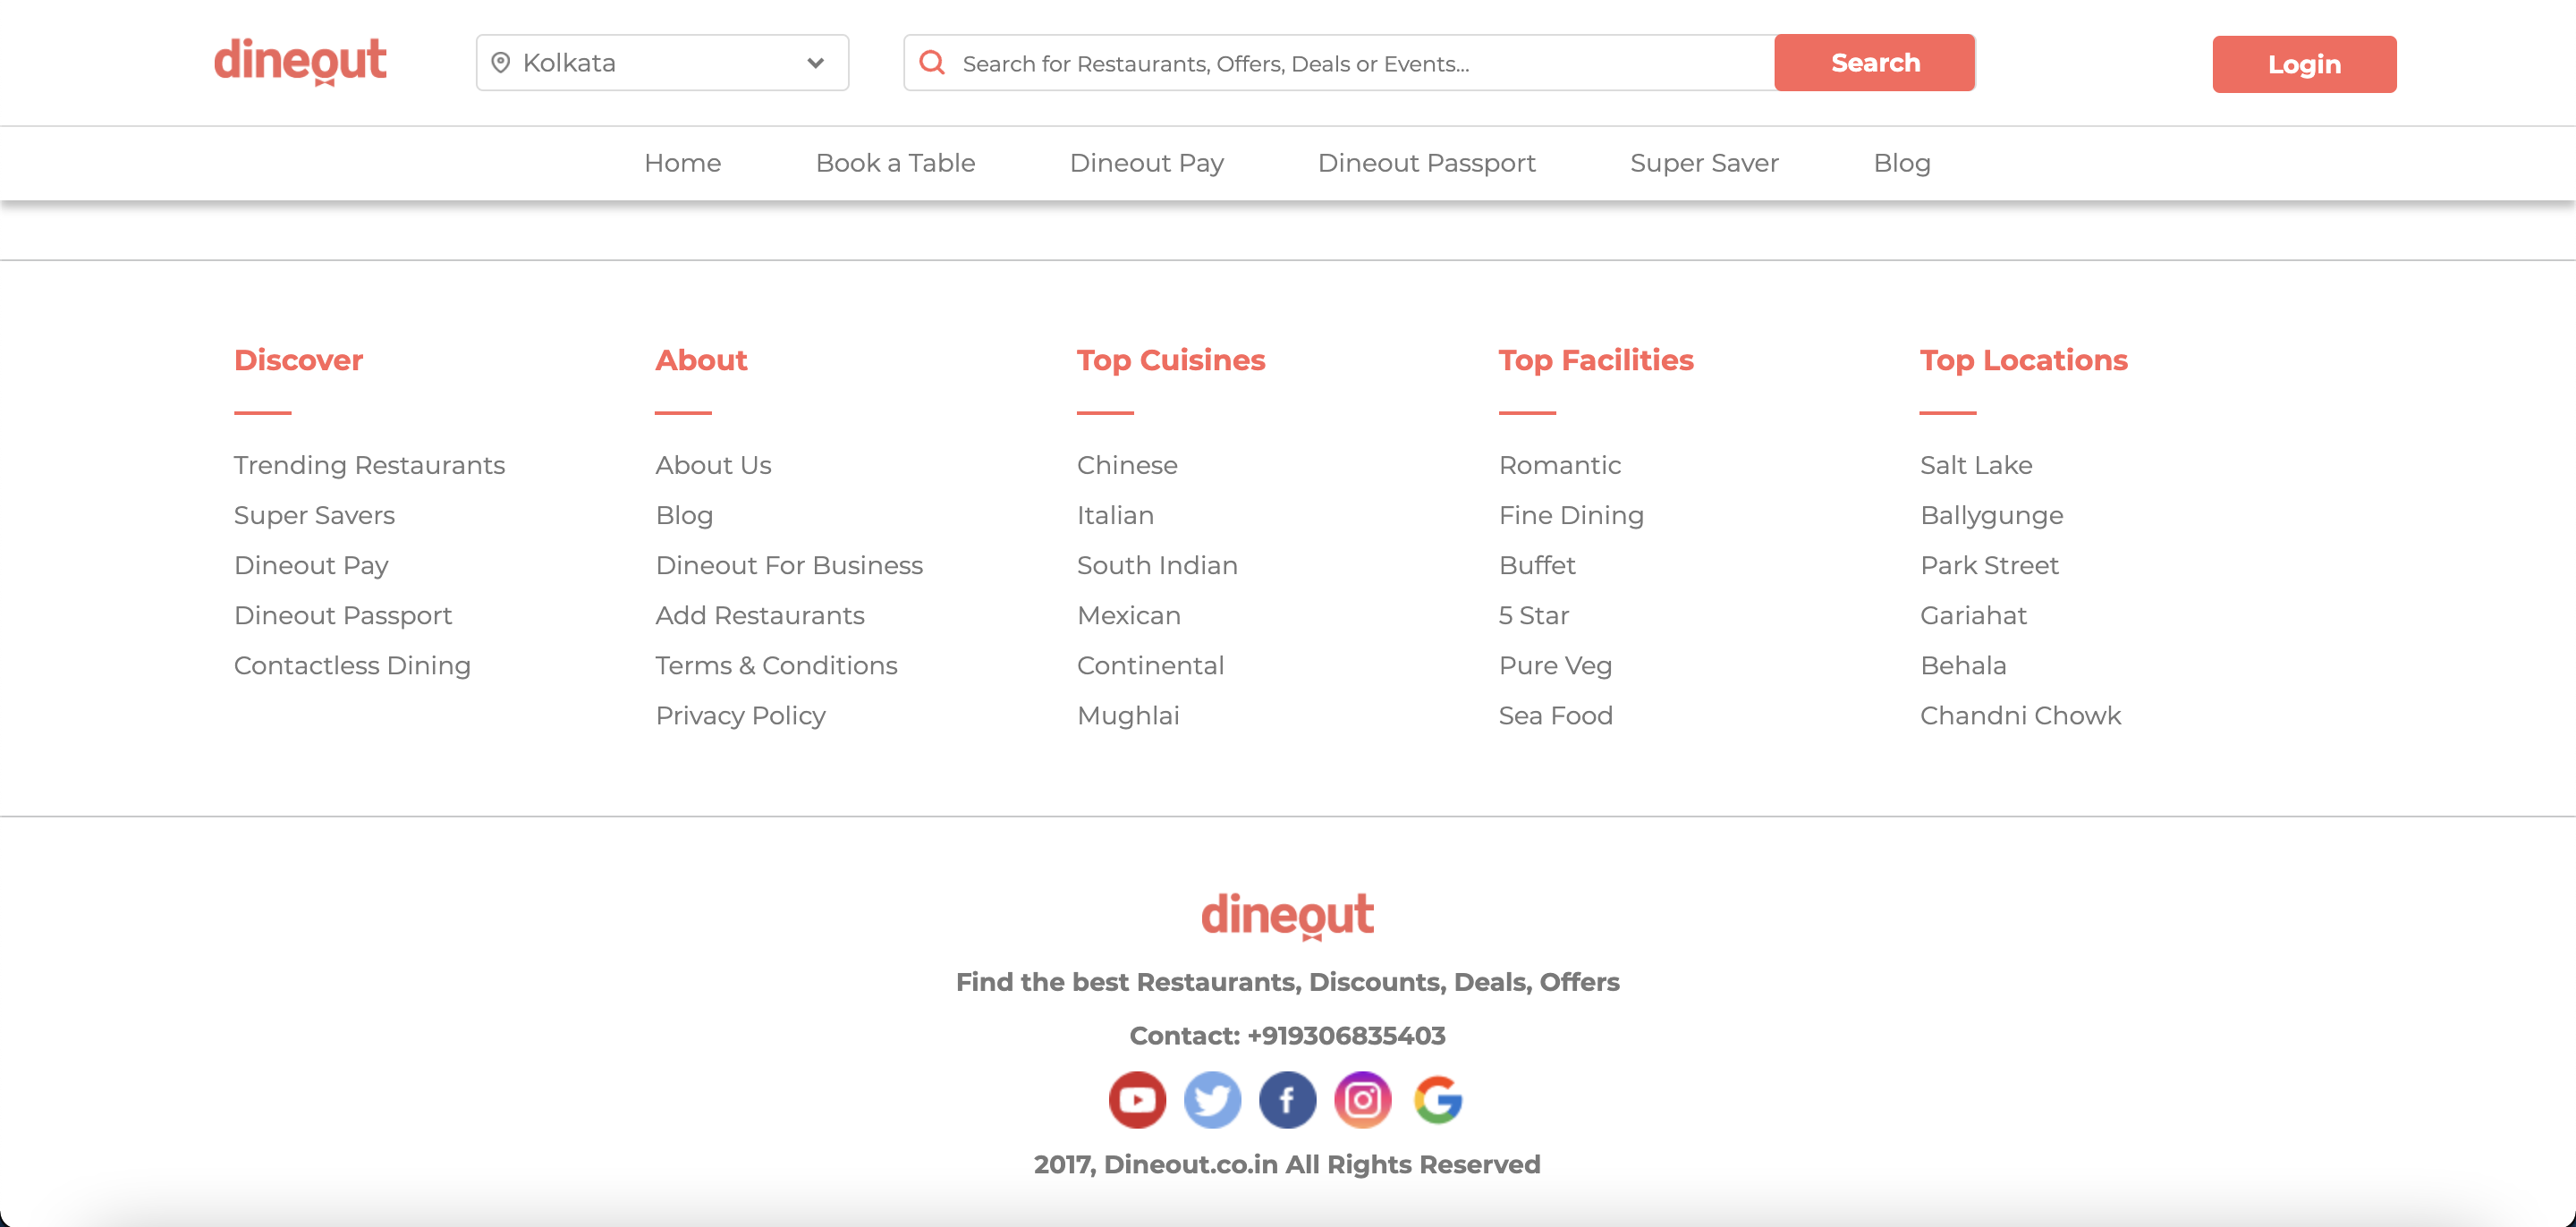 dineout
Kolkata
Search for Restaurants, Offers, Deals or Events...
Search
Login
Home
Book a Table
Dineout Pay
Dineout Passport
Super Saver
Blog
Discover
Trending Restaurants
Super Savers
Dineout Pay
Dineout Passport
Contactless Dining
About
About Us
Blog
Dineout For Business
Add Restaurants
Terms & Conditions
Privacy Policy
Top Cuisines
Chinese
Italian
South Indian
Mexican
Continental
Mughlai
Top Facilities
Romantic
Fine Dining
Buffet
5 Star
Pure Veg
Sea Food
Top Locations
Salt Lake
Ballygunge
Park Street
Gariahat
Behala
Chandni Chowk
dineout
Find the best Restaurants, Discounts, Deals, Offers
Contact: +919306835403
2017, Dineout.co.in All Rights Reserved